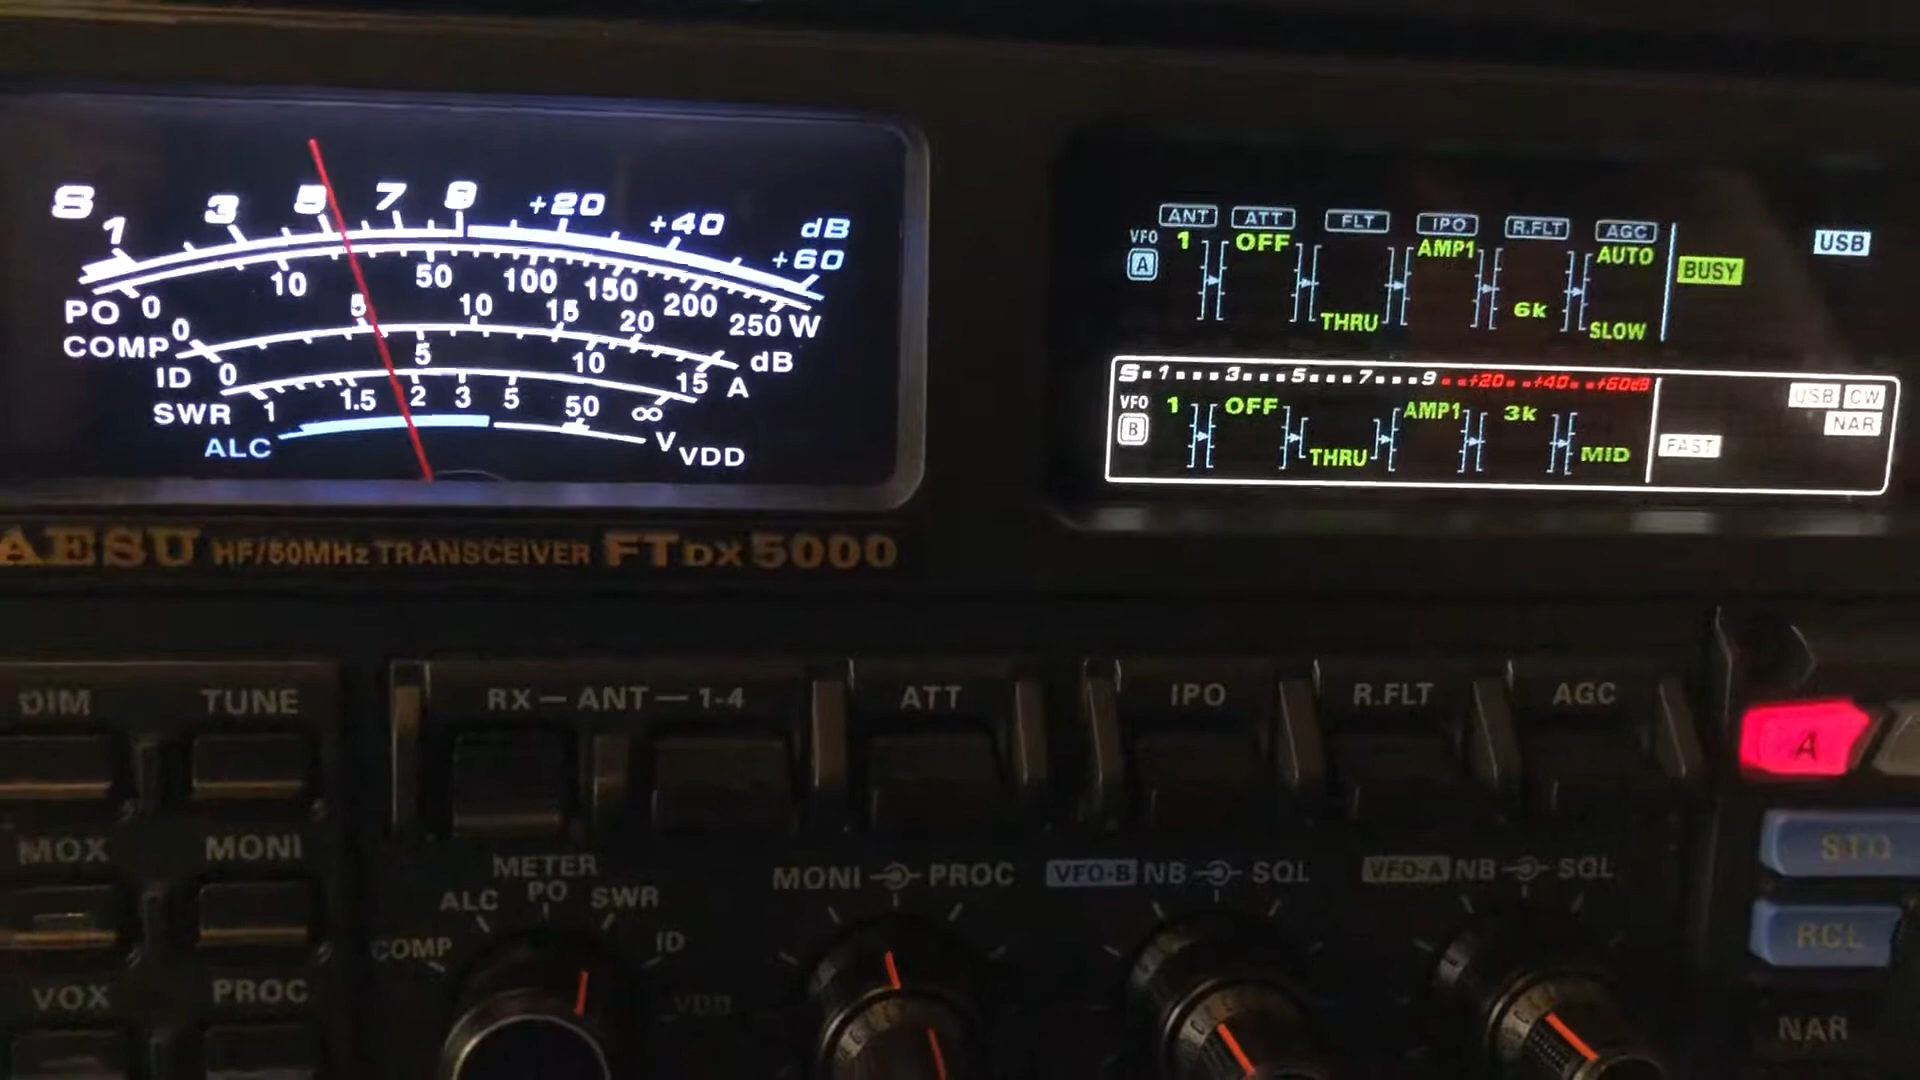 S 1 3 5 7 9 +20 +40 +60 dB
PO 0 10 50 100 150 200 250 W
COMP 0 5 10 15 20 dB
ID 0 5 10 15 A
SWR 1 1.5 2 3 5 50 ∞
ALC V VDD
ANT ATT FLT IPO R.FLT AGC
VFO A 1 OFF THRU AMP1 6k AUTO SLOW
BUSY USB
S 1 3 5 7 9 +20 +40 +60dB
VFO B 1 OFF THRU AMP1 3k MID
FAST USB CW NAR
AESU HF/50MHz TRANSCEIVER FTDX5000
DIM TUNE
RX-ANT-1-4 ATT IPO R.FLT AGC
A
MOX MONI
STO
METER
COMP ALC PO SWR ID VDD
MONI PROC
VFO-B NB SQL
VFO-A NB SQL
RCL
VOX PROC
NAR